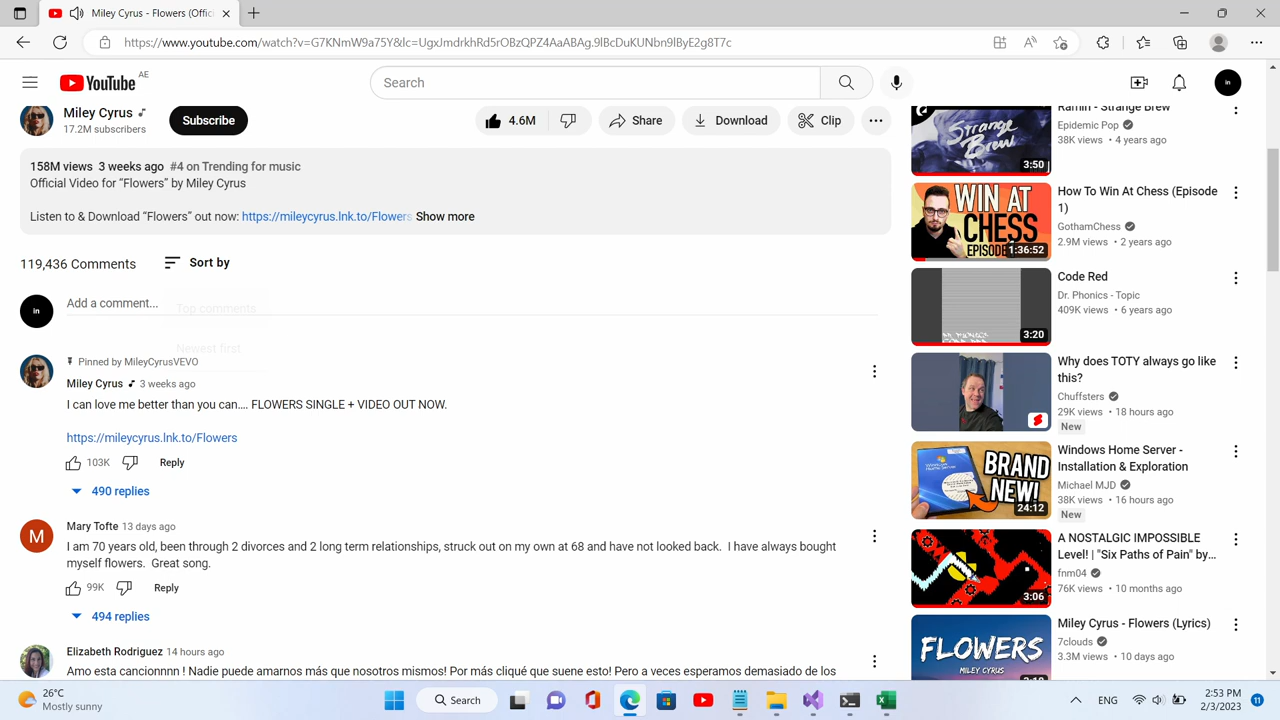 Miley Cyrus - Flowers (Offici
https://www.youtube.com/watch?v=G7KNmW9a75Y&lc=UgxJmdrkhRd5rOBzQPZ4AaABAg.9lBcDuKUNbn9lByE2g8T7c
YouTube AE
Search
in
Miley Cyrus
17.2M subscribers
Subscribe
4.6M
Share
Download
Clip
158M views 3 weeks ago #4 on Trending for music
Official Video for “Flowers” by Miley Cyrus
Listen to & Download “Flowers” out now: https://mileycyrus.lnk.to/Flowers Show more
119,436 Comments
Sort by
in
Add a comment...
Top comments
Newest first
Pinned by MileyCyrusVEVO
Miley Cyrus 3 weeks ago
I can love me better than you can.... FLOWERS SINGLE + VIDEO OUT NOW.
https://mileycyrus.lnk.to/Flowers
103K Reply
490 replies
M
Mary Tofte 13 days ago
I am 70 years old, been through 2 divorces and 2 long term relationships, struck out on my own at 68 and have not looked back. I have always bought
myself flowers. Great song.
99K Reply
494 replies
Elizabeth Rodriguez 14 hours ago
Amo esta cancionnnn ! Nadie puede amarnos más que nosotros mismos! Por más cliqué que suene esto! Pero a veces esperamos demasiado de los
Strange Brew
3:50
Ramin - Strange Brew
Epidemic Pop
38K views • 4 years ago
WIN AT
CHESS
EPISODE
1:36:52
How To Win At Chess (Episode
1)
GothamChess
2.9M views • 2 years ago
3:20
Code Red
Dr. Phonics - Topic
409K views • 6 years ago
Why does TOTY always go like
this?
Chuffsters
29K views • 18 hours ago
New
BRAND
NEW!
24:12
Windows Home Server -
Installation & Exploration
Michael MJD
38K views • 16 hours ago
New
3:06
A NOSTALGIC IMPOSSIBLE
Level! | "Six Paths of Pain" by...
fnm04
76K views • 10 months ago
FLOWERS
MILEY CYRUS
3:18
Miley Cyrus - Flowers (Lyrics)
7clouds
3.3M views • 10 days ago
26°C
Mostly sunny
Search
ENG
2:53 PM
2/3/2023
11